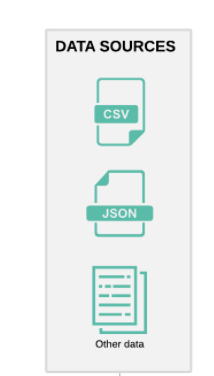 DATA SOURCES
CSV
JSON
Other data